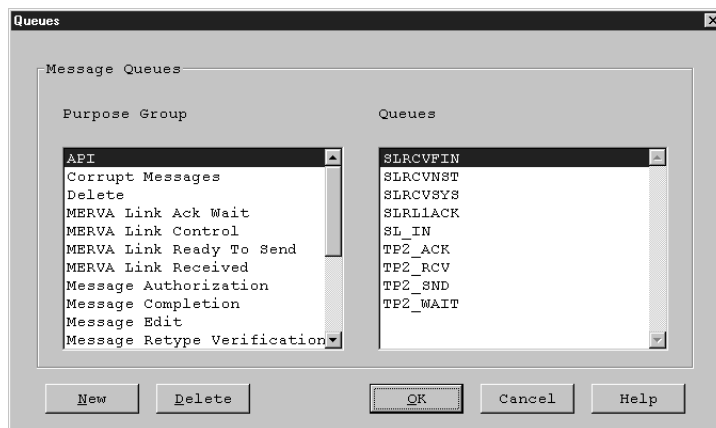 Queues
Message Queues
Purpose Group
Queues
API
Corrupt Messages
Delete
MERVA Link Ack Wait
MERVA Link Control
MERVA Link Ready To Send
MERVA Link Received
Message Authorization
Message Completion
Message Edit
Message Retype Verification
SLRCVFIN
SLRCVNST
SLRCVSYS
SLRL1ACK
SL_IN
TP2_ACK
TP2_RCV
TP2_SND
TP2_WAIT
New
Delete
OK
Cancel
Help